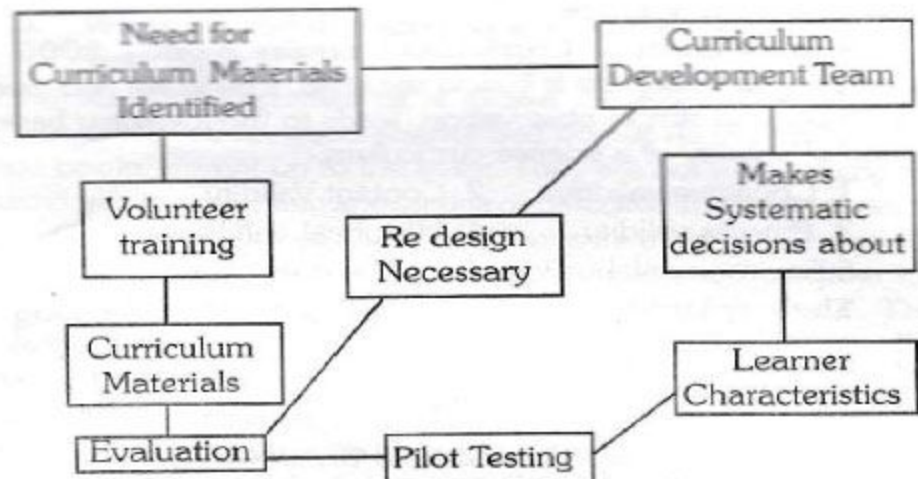 Need for
Curriculum Materials
Identified
Curriculum
Development Team
Volunteer
training
Re design
Necessary
Makes
Systematic
decisions about
Curriculum
Materials
Learner
Characteristics
Evaluation
Pilot Testing